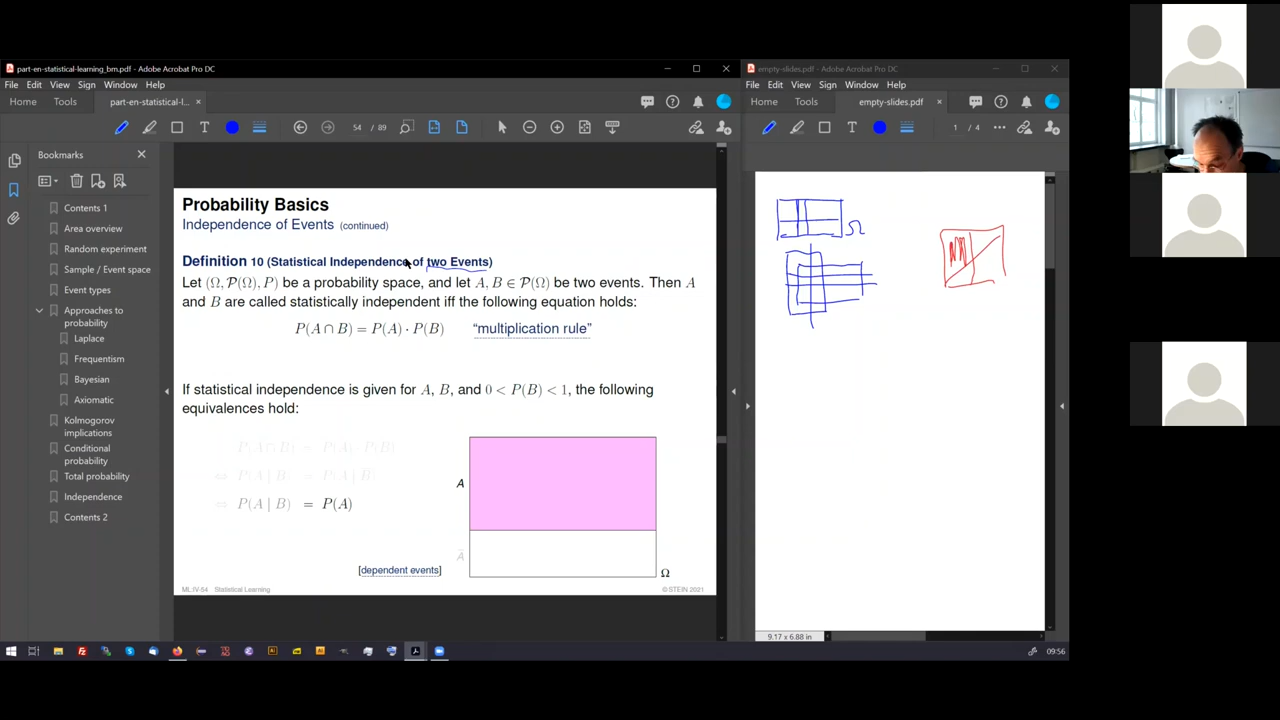 part-en-statistical-learning_bm.pdf - Adobe Acrobat Pro DC
File Edit View Sign Window Help
Home Tools part-en-statistical-l... ×
54 / 89
Bookmarks
Contents 1
Area overview
Random experiment
Sample / Event space
Event types
Approaches to
probability
Laplace
Frequentism
Bayesian
Axiomatic
Kolmogorov
implications
Conditional
probability
Total probability
Independence
Contents 2
Probability Basics
Independence of Events (continued)
Definition 10 (Statistical Independence of two Events)
Let (Ω, 𝒫(Ω), P) be a probability space, and let A, B ∈ 𝒫(Ω) be two events. Then A
and B are called statistically independent iff the following equation holds:
P(A ∩ B) = P(A) · P(B) “multiplication rule”
If statistical independence is given for A, B, and 0 < P(B) < 1, the following
equivalences hold:
P(A ∩ B) = P(A) · P(B)
⇔ P(A | B) = P(A | B̄)
⇔ P(A | B) = P(A)
A
Ā
Ω
[dependent events]
ML:IV-54 Statistical Learning
© STEIN 2021
empty-slides.pdf - Adobe Acrobat Pro DC
File Edit View Sign Window Help
Home Tools empty-slides.pdf ×
1 / 4
Ω
9.17 x 6.88 in
09:56